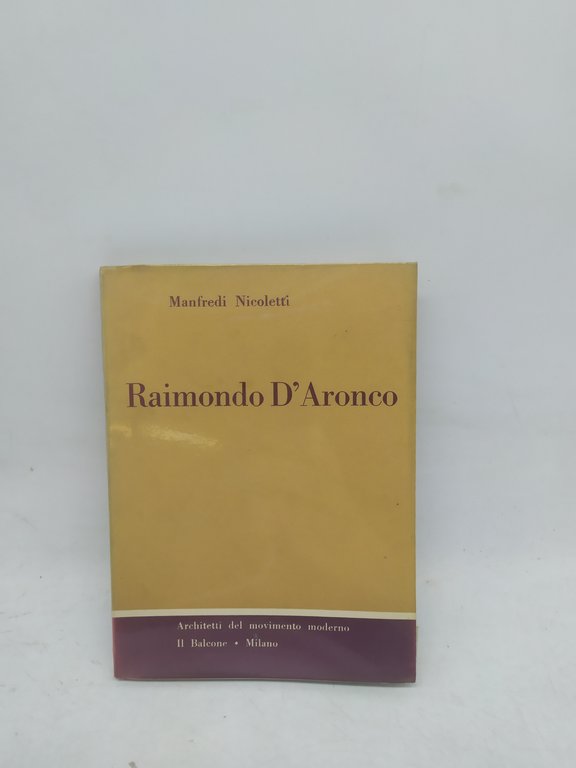 Manfredi Nicoletti
Raimondo D'Aronco
Architetti del movimento moderno
Il Balcone • Milano